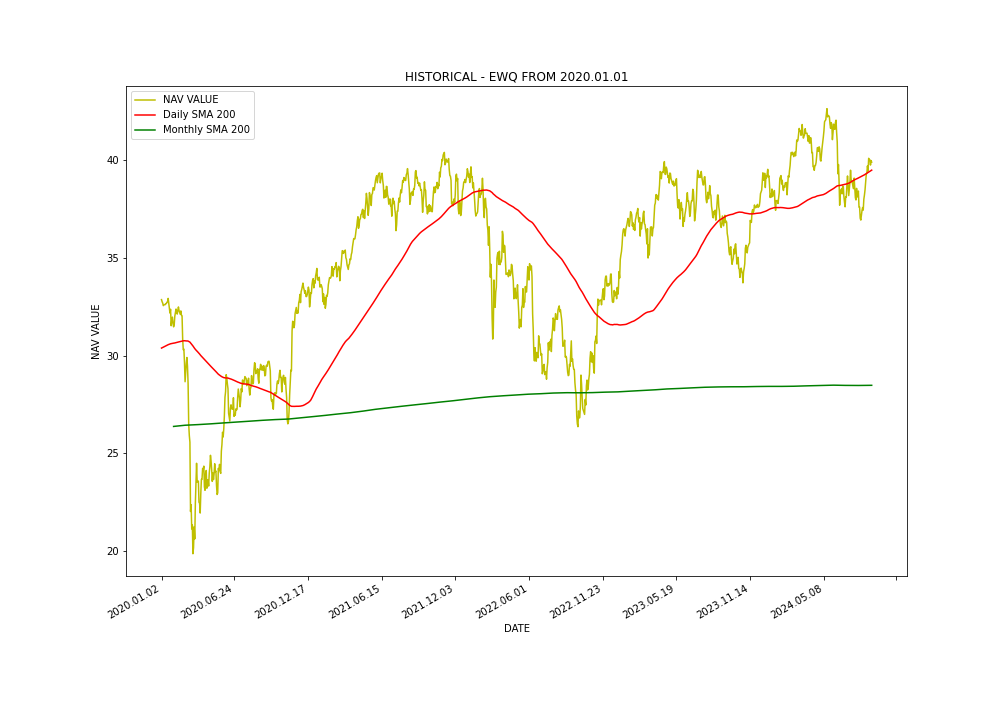 HISTORICAL - EWQ FROM 2020.01.01
NAV VALUE
Daily SMA 200
Monthly SMA 200
40
35
30
25
20
NAV VALUE
2020.01.02
2020.06.24
2020.12.17
2021.06.15
2021.12.03
2022.06.01
2022.11.23
2023.05.19
2023.11.14
2024.05.08
DATE